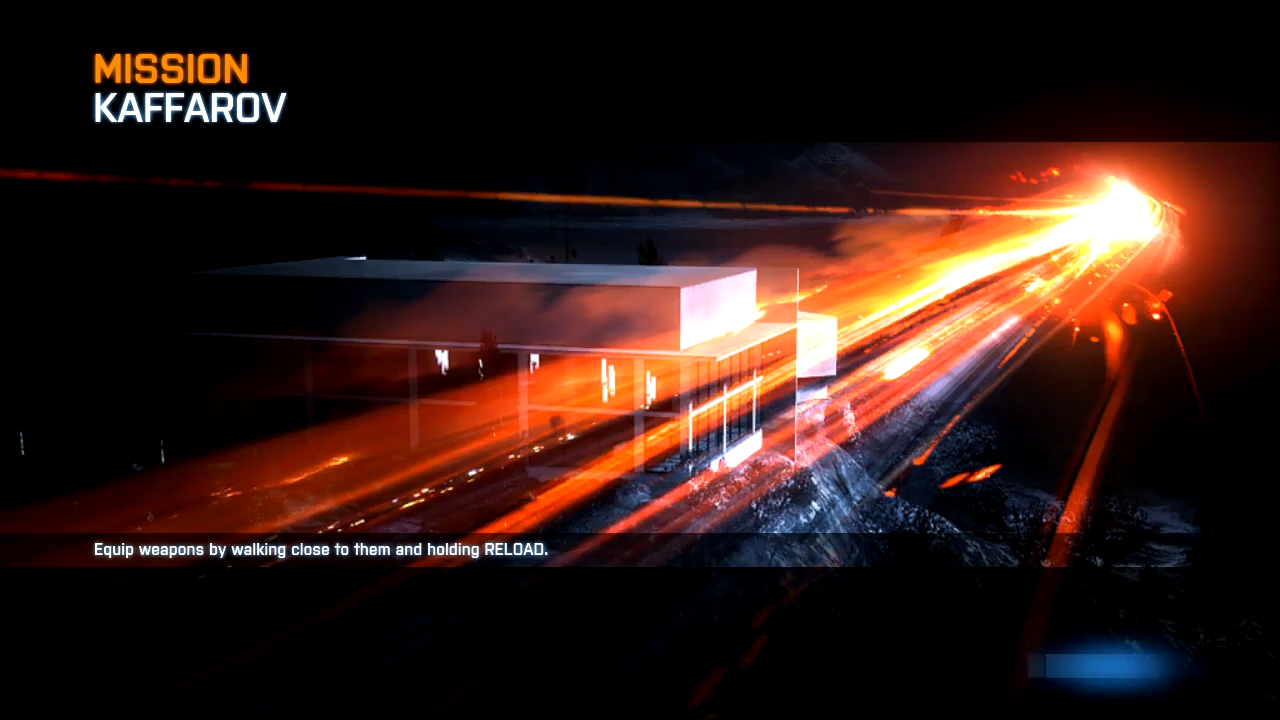 MISSION
KAFFAROV
Equip weapons by walking close to them and holding RELOAD.